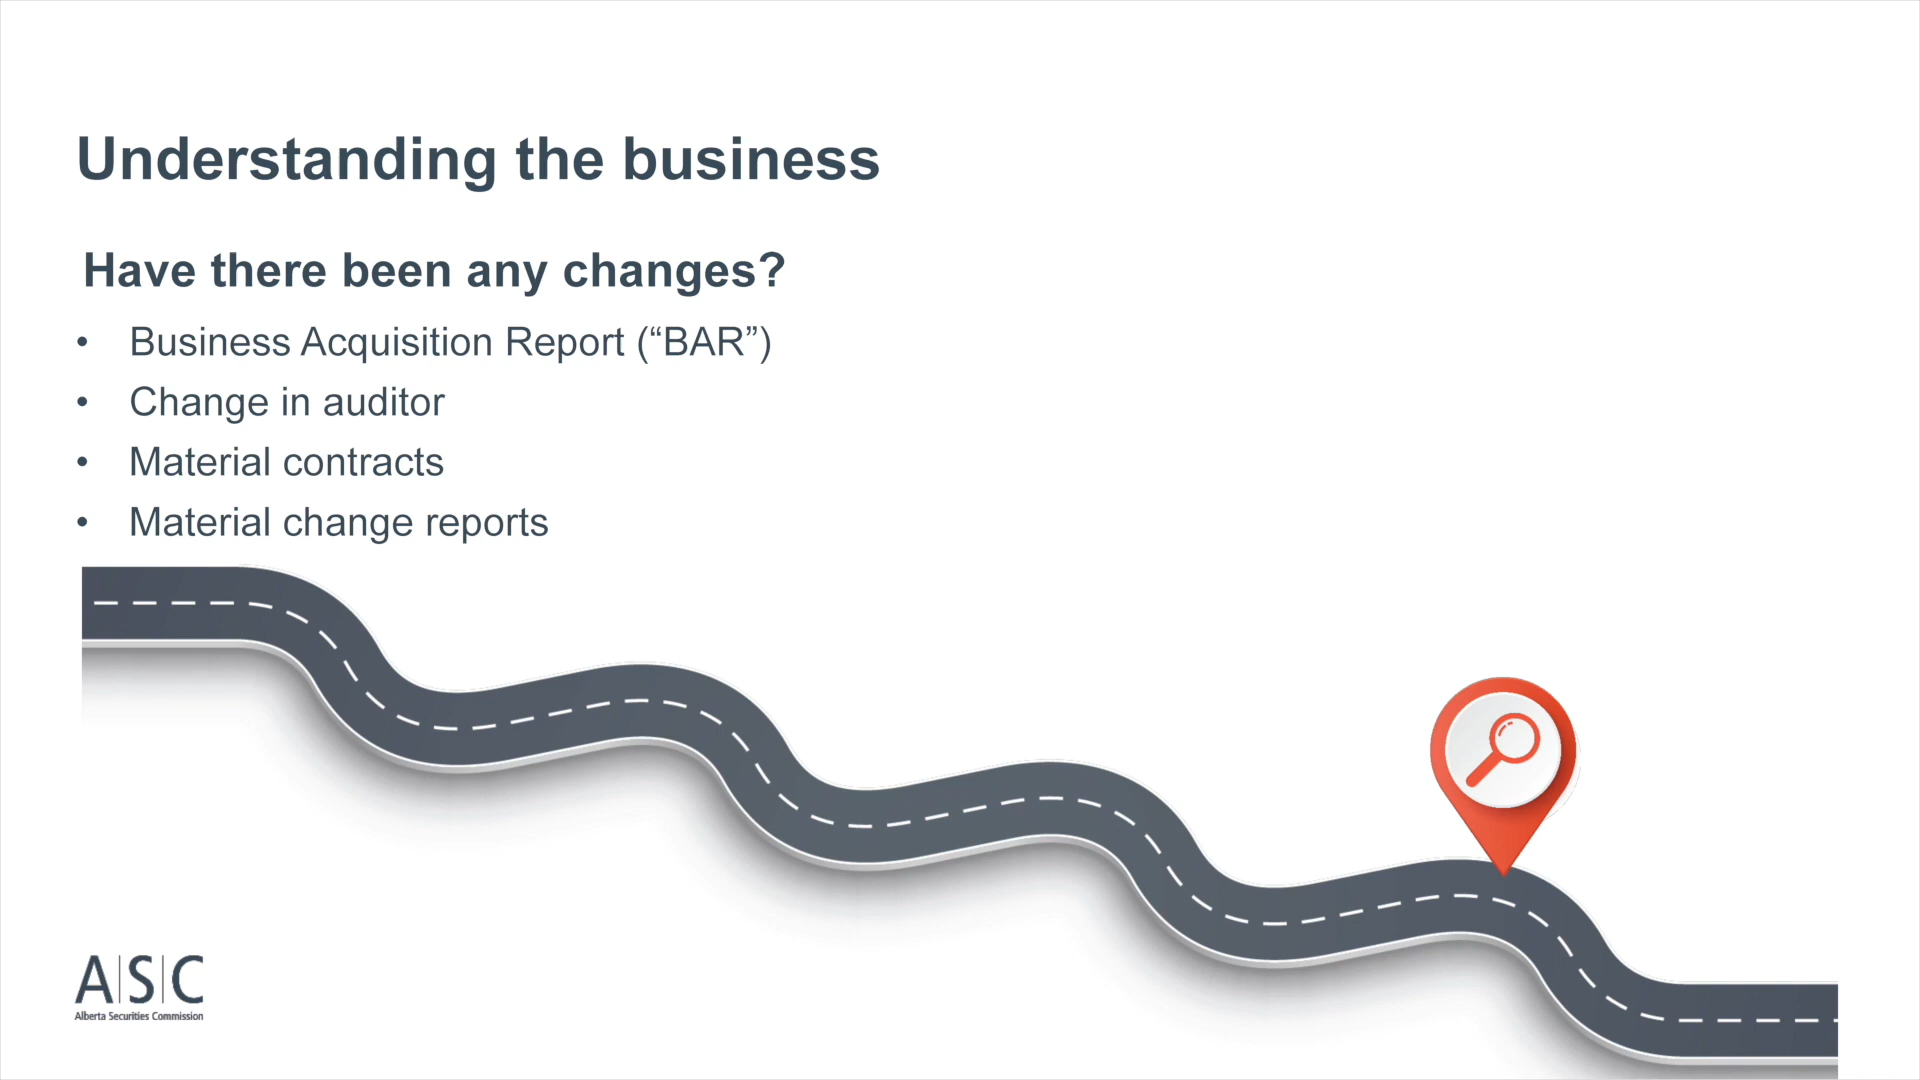 Understanding the business
Have there been any changes?
• Business Acquisition Report (“BAR”)
• Change in auditor
• Material contracts
• Material change reports
A|S|C
Alberta Securities Commission